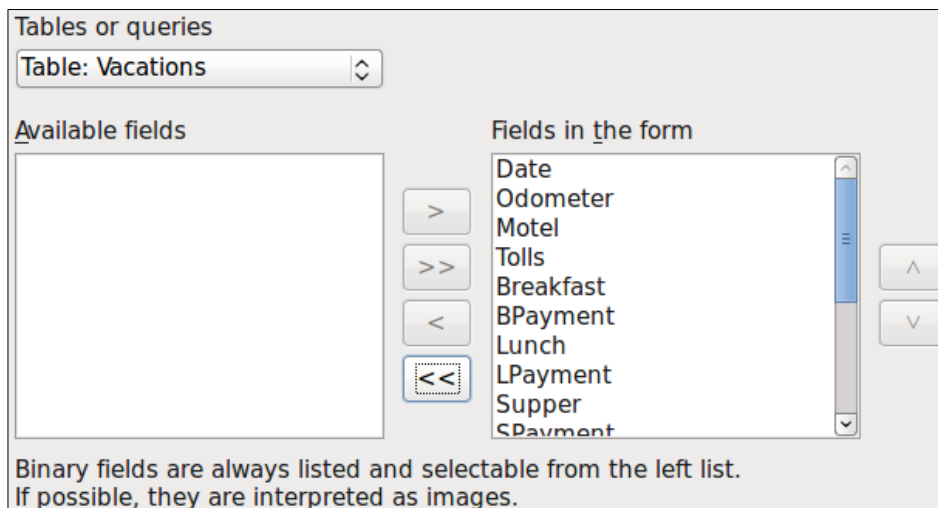 Tables or queries
Table: Vacations
Available fields
Fields in the form
Date
Odometer
Motel
Tolls
Breakfast
BPayment
Lunch
LPayment
Supper
SPayment
>
>>
<
<<
^
v
Binary fields are always listed and selectable from the left list.
If possible, they are interpreted as images.